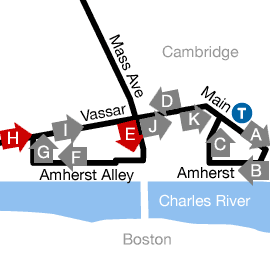 Mass Ave
Cambridge
Main
T
Vassar
D
K
J
E
I
H
A
C
G
F
B
Amherst Alley
Amherst
Charles River
Boston